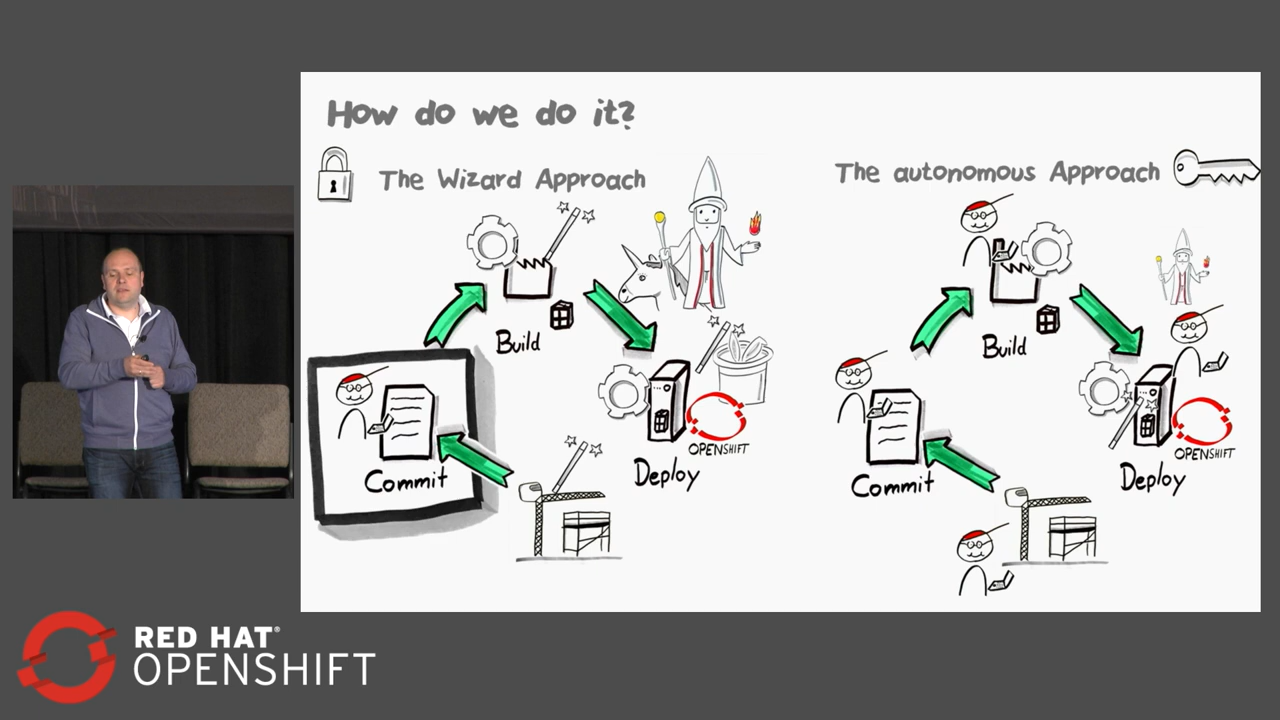 How do we do it?
The Wizard Approach
The autonomous Approach
Build
Build
Commit
Deploy
OPENSHIFT
Commit
Deploy
OPENSHIFT
RED HAT®
OPENSHIFT